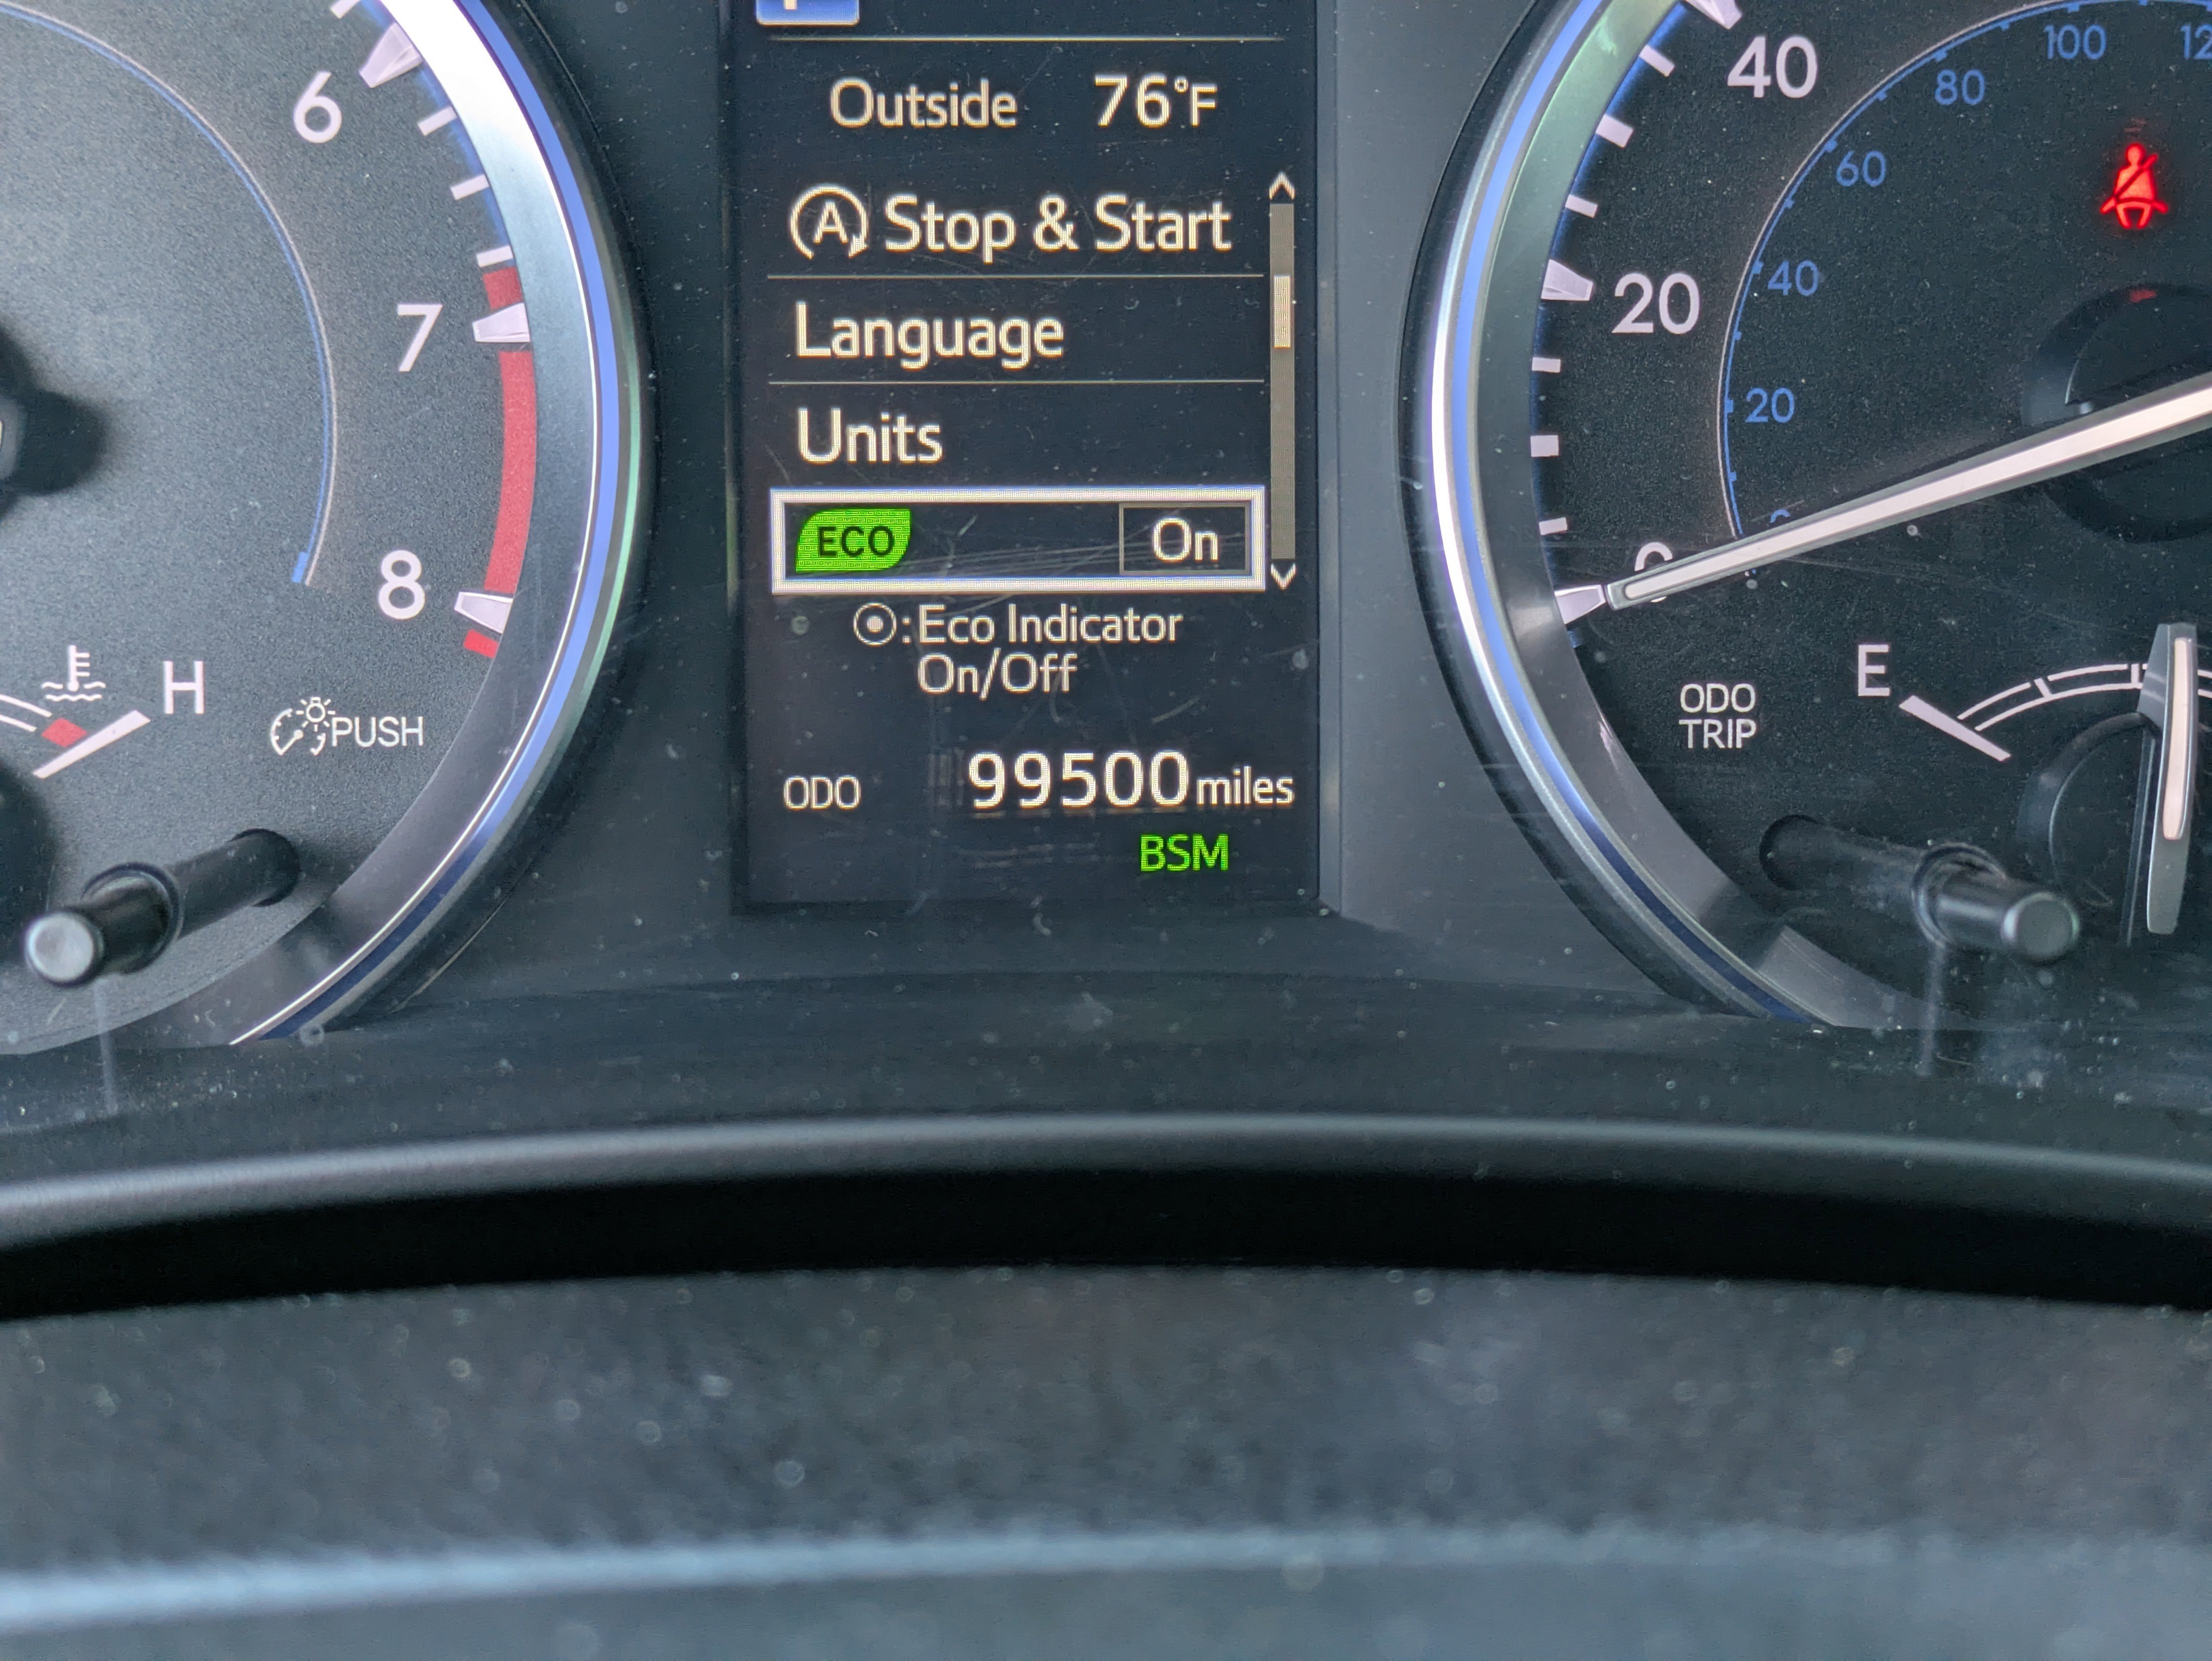 6
7
8
H
PUSH
Outside 76°F
A Stop & Start
Language
Units
ECO On
:Eco Indicator
On/Off
ODO 99500 miles
BSM
40
20
0
100
80
60
40
20
ODO
TRIP
E